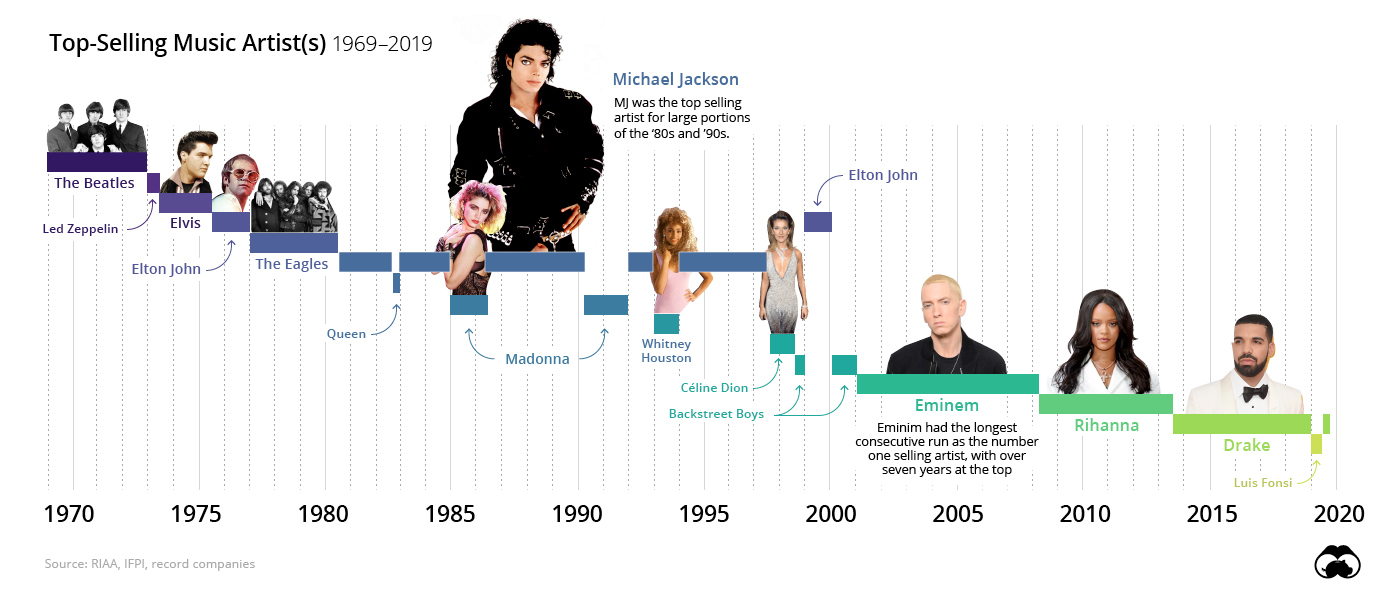 Top-Selling Music Artist(s) 1969–2019
Michael Jackson
MJ was the top selling
artist for large portions
of the ‘80s and ‘90s.
The Beatles
Led Zeppelin
Elvis
Elton John
The Eagles
Queen
Madonna
Whitney
Houston
Céline Dion
Backstreet Boys
Elton John
Eminem
Eminim had the longest
consecutive run as the number
one selling artist, with over
seven years at the top
Rihanna
Drake
Luis Fonsi
1970 1975 1980 1985 1990 1995 2000 2005 2010 2015 2020
Source: RIAA, IFPI, record companies